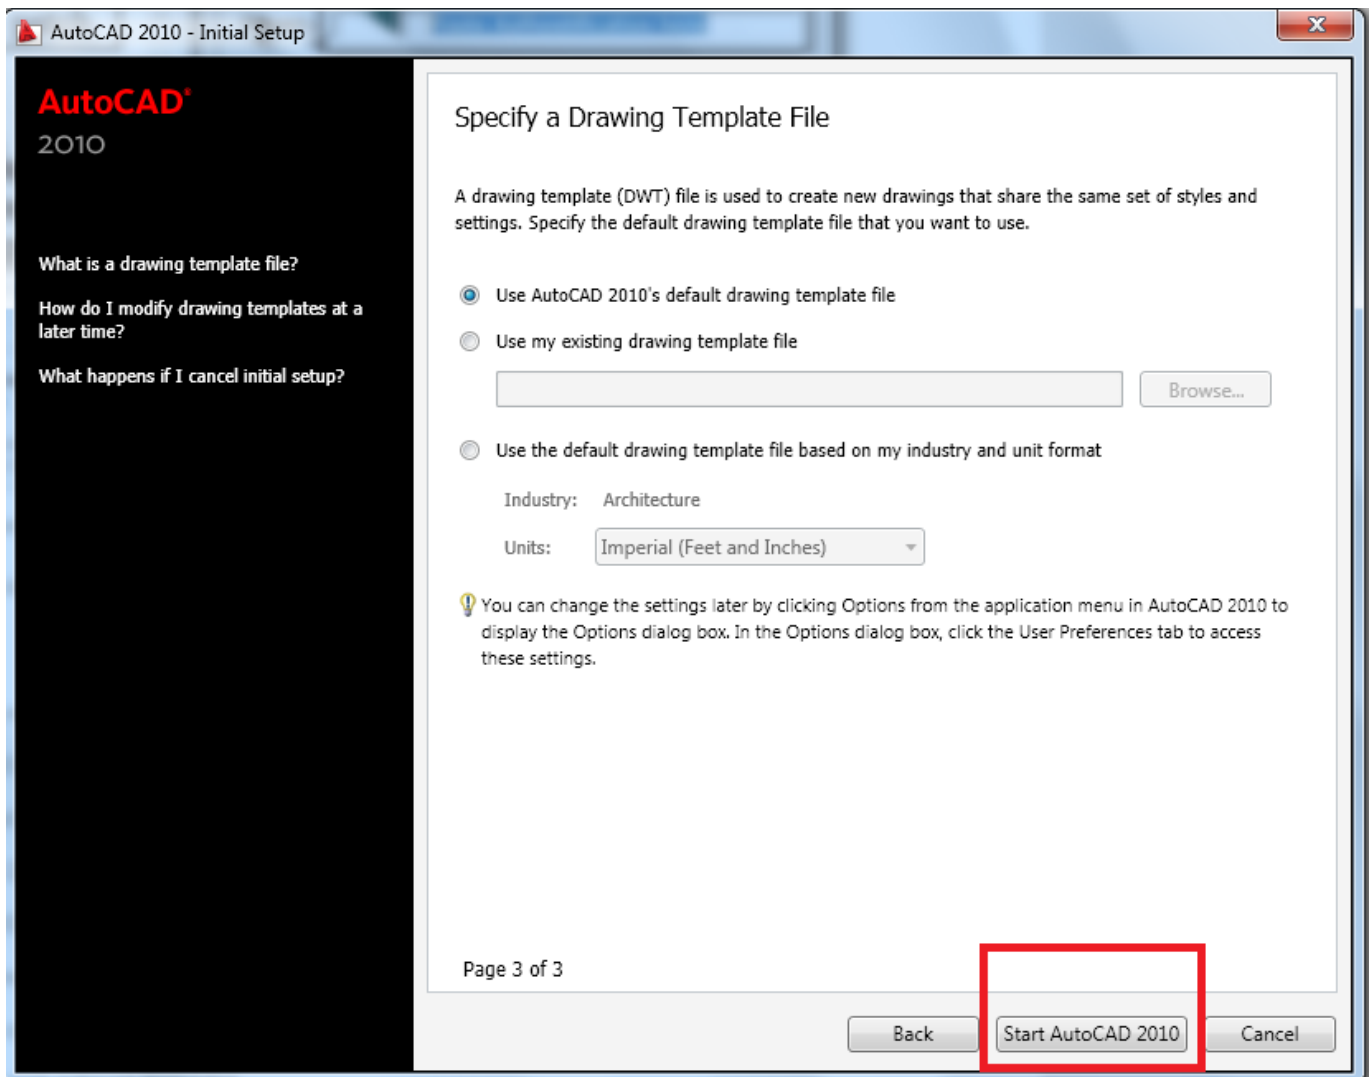 AutoCAD 2010 - Initial Setup
AutoCAD®
2010
What is a drawing template file?
How do I modify drawing templates at a
later time?
What happens if I cancel initial setup?
Specify a Drawing Template File
A drawing template (DWT) file is used to create new drawings that share the same set of styles and
settings. Specify the default drawing template file that you want to use.
Use AutoCAD 2010's default drawing template file
Use my existing drawing template file
Browse...
Use the default drawing template file based on my industry and unit format
Industry: Architecture
Units: Imperial (Feet and Inches)
You can change the settings later by clicking Options from the application menu in AutoCAD 2010 to
display the Options dialog box. In the Options dialog box, click the User Preferences tab to access
these settings.
Page 3 of 3
Back Start AutoCAD 2010 Cancel